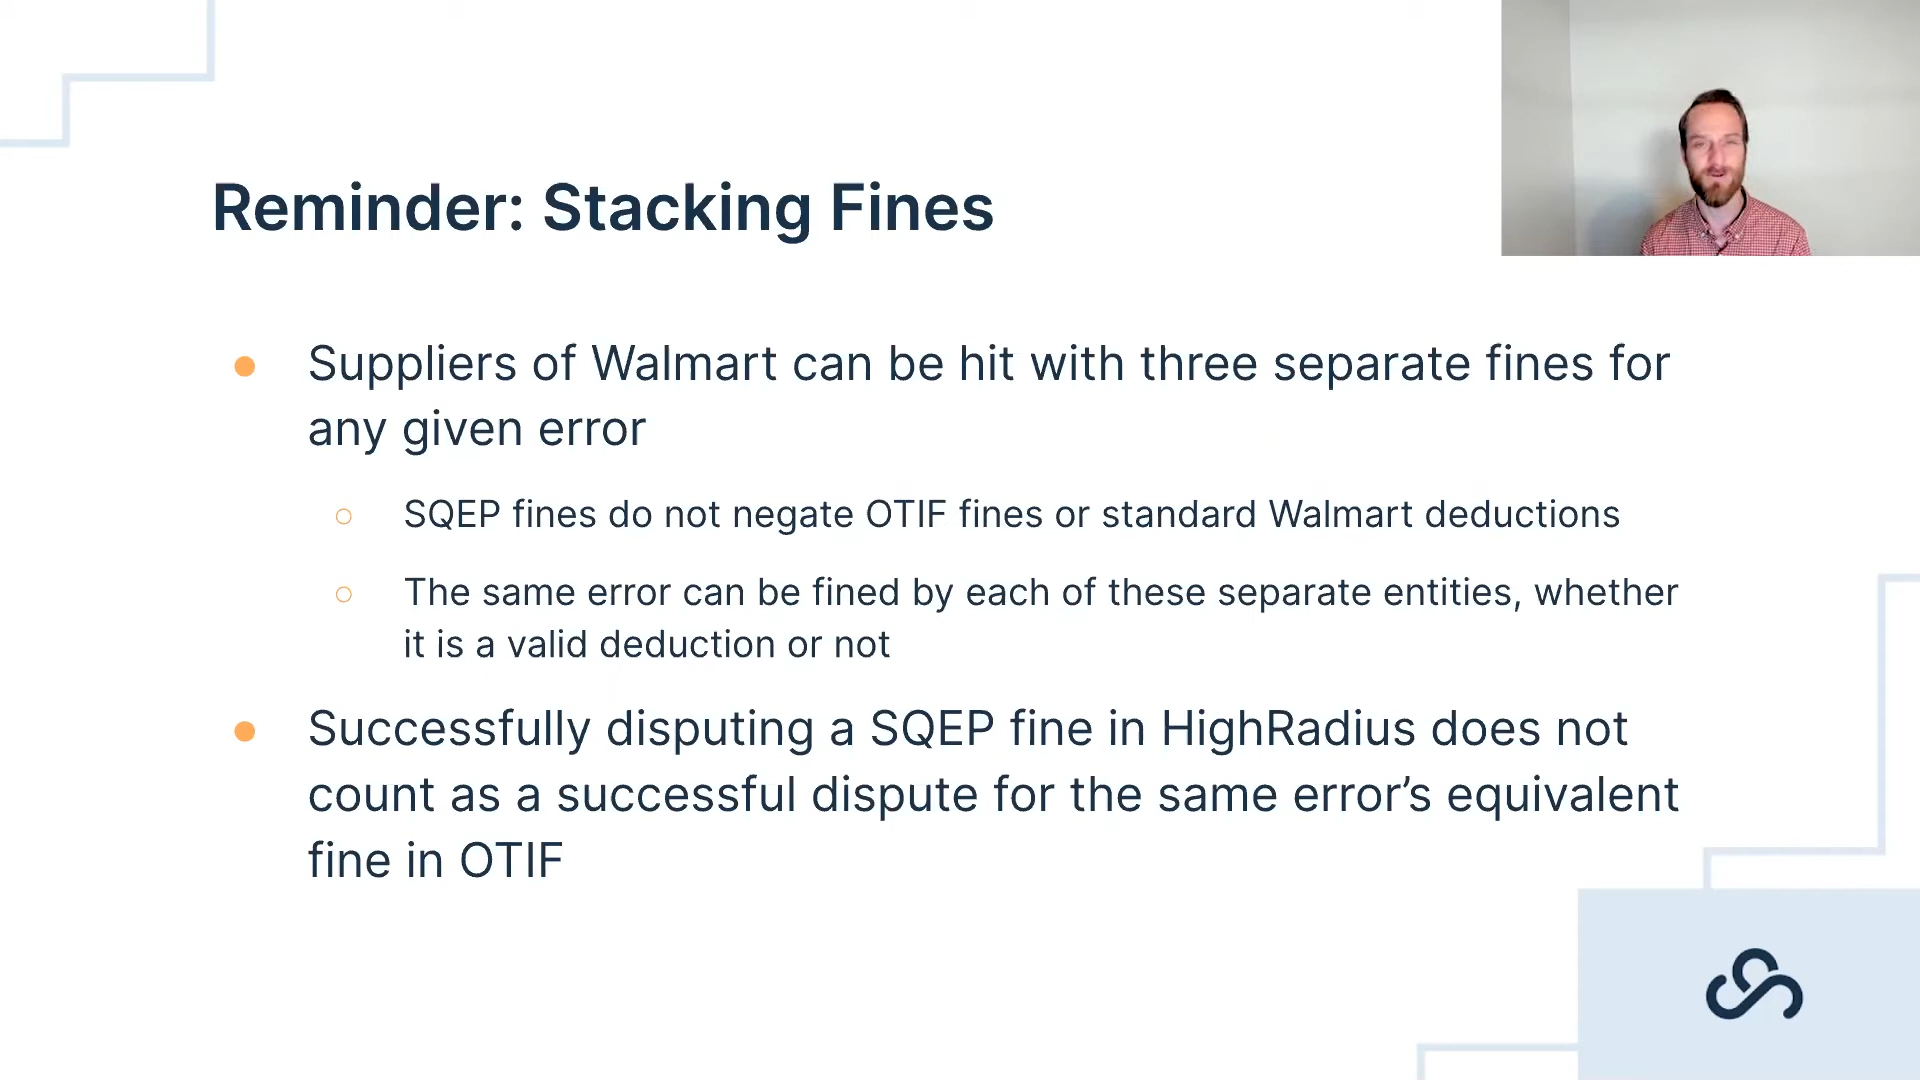 Reminder: Stacking Fines
Suppliers of Walmart can be hit with three separate fines for
any given error
SQEP fines do not negate OTIF fines or standard Walmart deductions
The same error can be fined by each of these separate entities, whether
it is a valid deduction or not
Successfully disputing a SQEP fine in HighRadius does not
count as a successful dispute for the same error’s equivalent
fine in OTIF